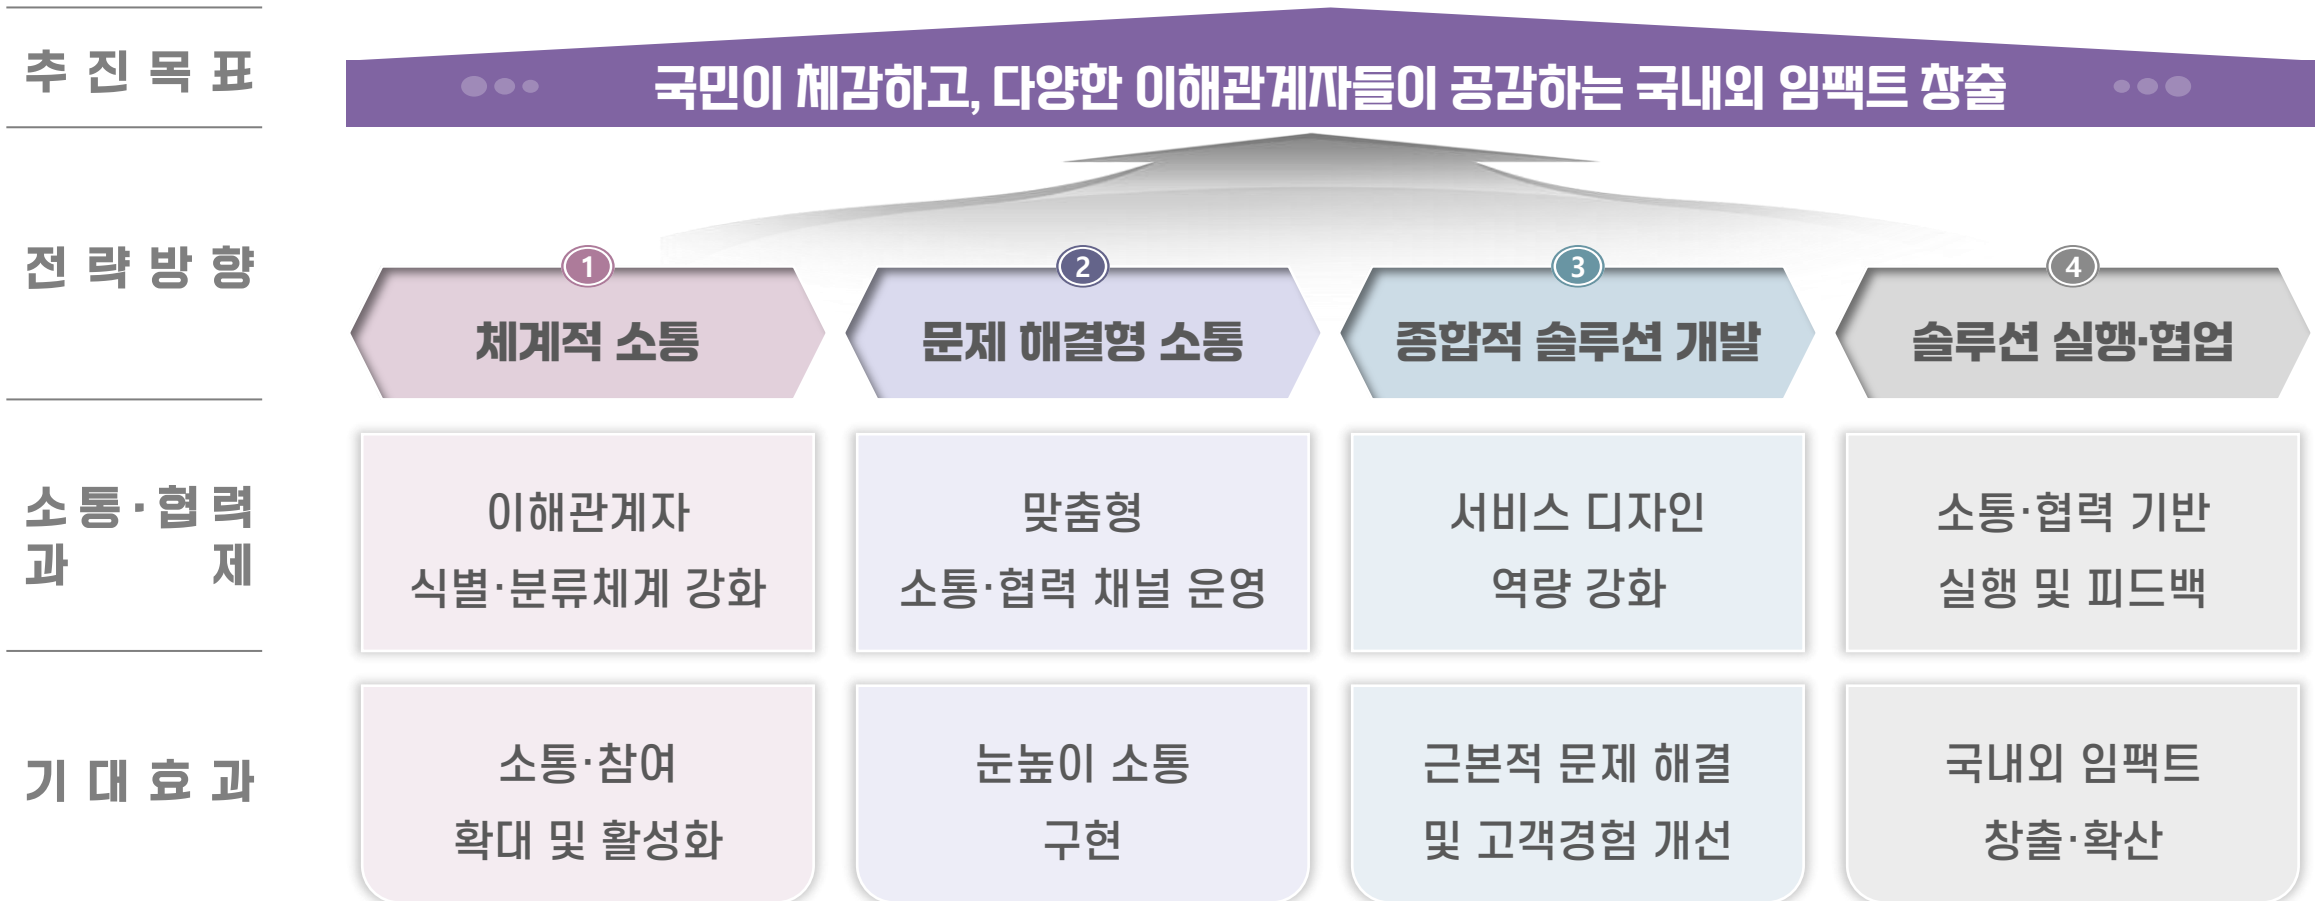 추진목표
국민이 체감하고, 다양한 이해관계자들이 공감하는 국내외 임팩트 창출
전략방향
1
체계적 소통
2
문제 해결형 소통
3
종합적 솔루션 개발
4
솔루션 실행·협업
소통·협력
과제
이해관계자
식별·분류체계 강화
맞춤형
소통·협력 채널 운영
서비스 디자인
역량 강화
소통·협력 기반
실행 및 피드백
기대효과
소통·참여
확대 및 활성화
눈높이 소통
구현
근본적 문제 해결
및 고객경험 개선
국내외 임팩트
창출·확산